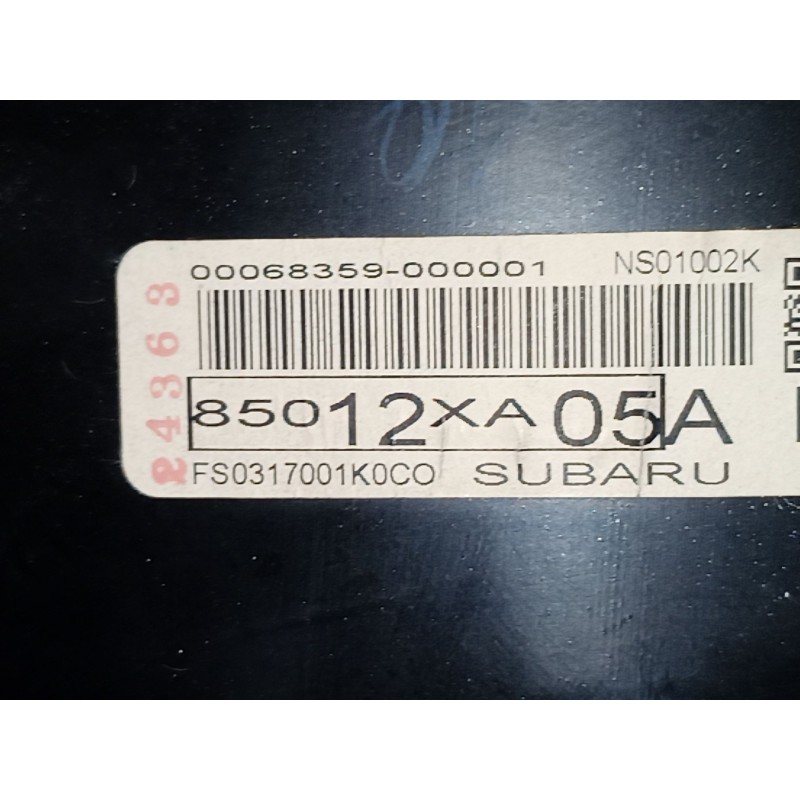 00068359-000001 NS01002K
85012XA05A
FS0317001K0CO SUBARU
24363